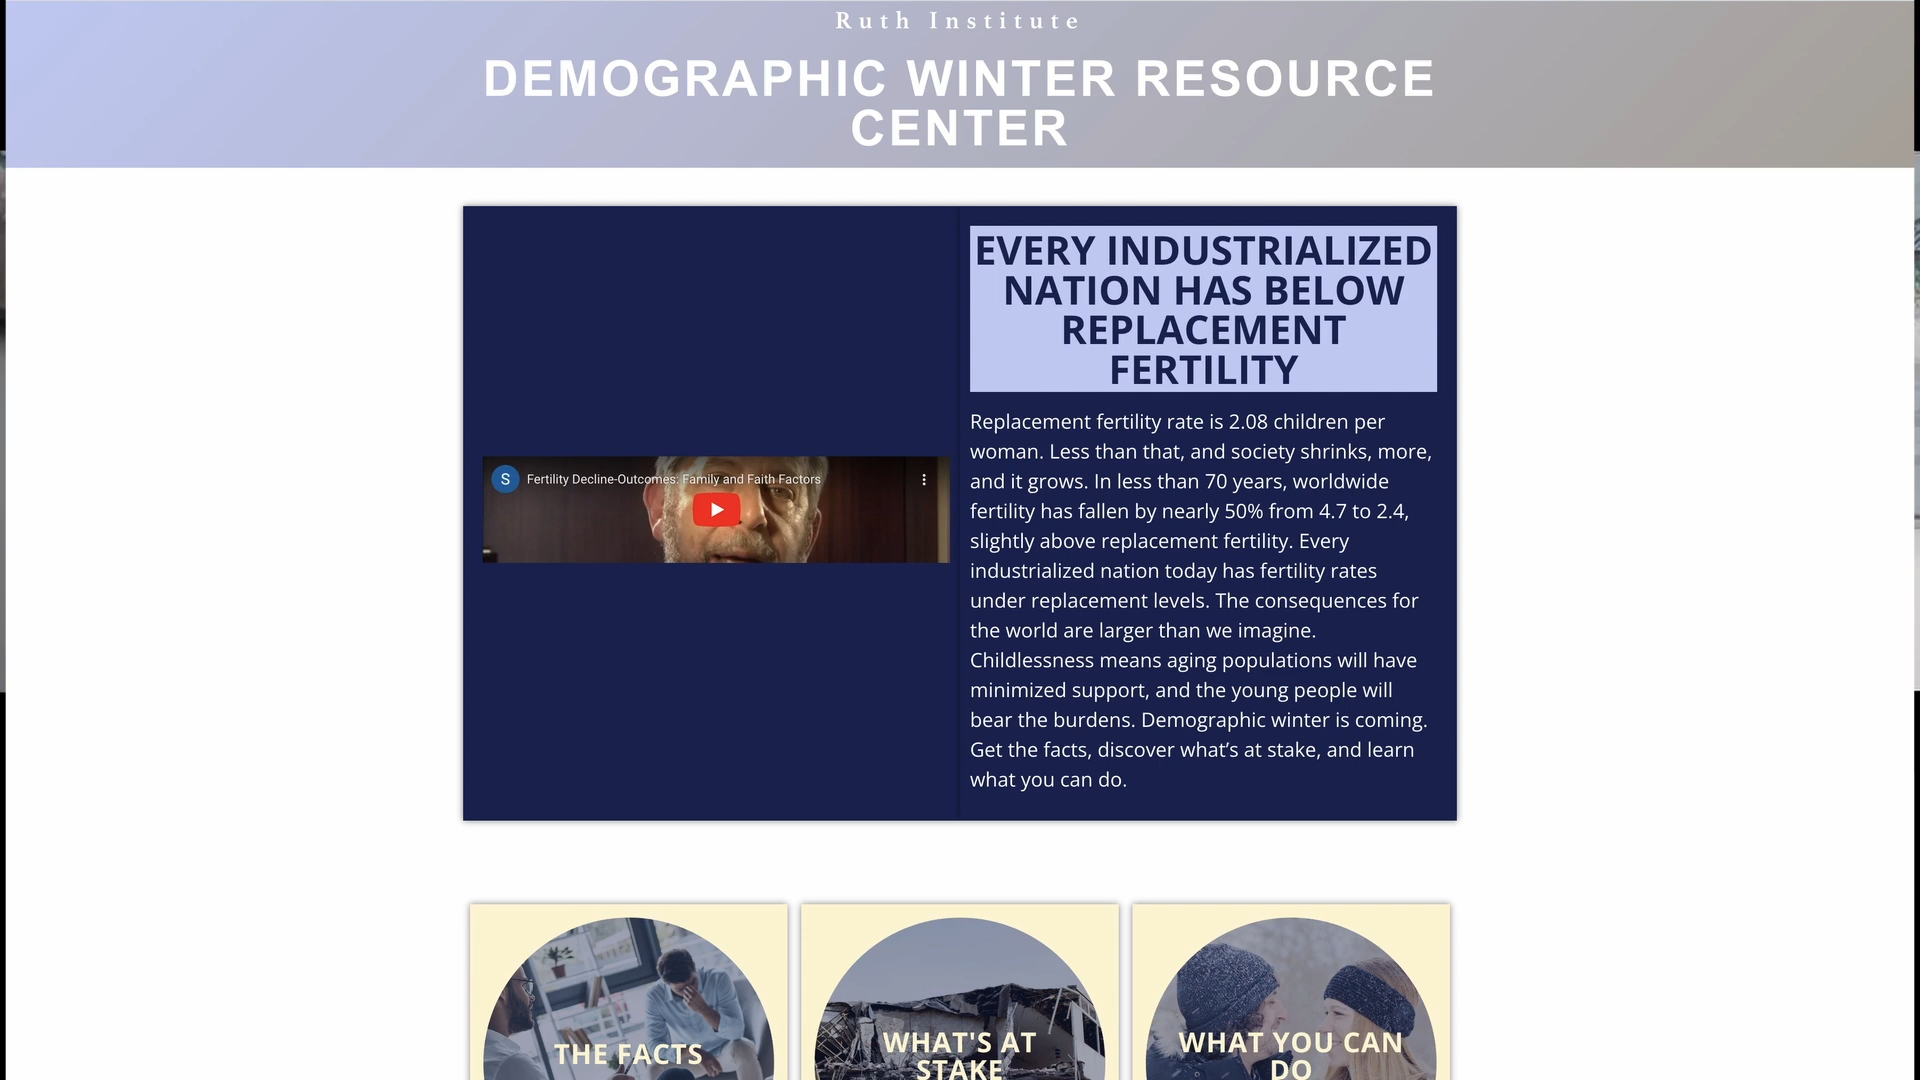 Ruth Institute
DEMOGRAPHIC WINTER RESOURCE
CENTER
EVERY INDUSTRIALIZED
NATION HAS BELOW
REPLACEMENT
FERTILITY
S
Fertility Decline-Outcomes: Family and Faith Factors
Replacement fertility rate is 2.08 children per
woman. Less than that, and society shrinks, more,
and it grows. In less than 70 years, worldwide
fertility has fallen by nearly 50% from 4.7 to 2.4,
slightly above replacement fertility. Every
industrialized nation today has fertility rates
under replacement levels. The consequences for
the world are larger than we imagine.
Childlessness means aging populations will have
minimized support, and the young people will
bear the burdens. Demographic winter is coming.
Get the facts, discover what’s at stake, and learn
what you can do.
THE FACTS
WHAT'S AT
STAKE
WHAT YOU CAN
DO